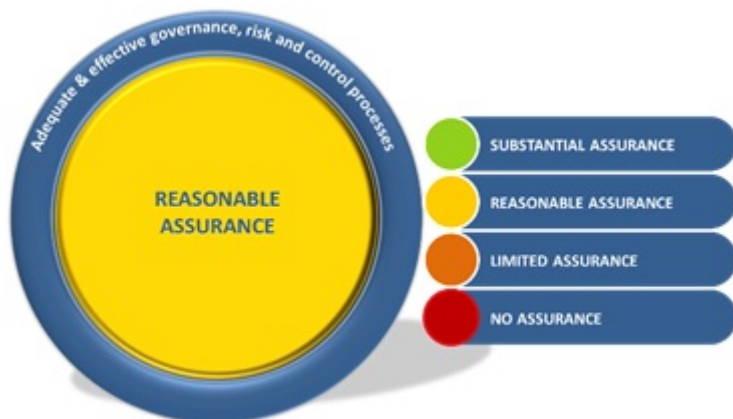 Adequate & effective governance, risk and control processes
REASONABLE
ASSURANCE
SUBSTANTIAL ASSURANCE
REASONABLE ASSURANCE
LIMITED ASSURANCE
NO ASSURANCE